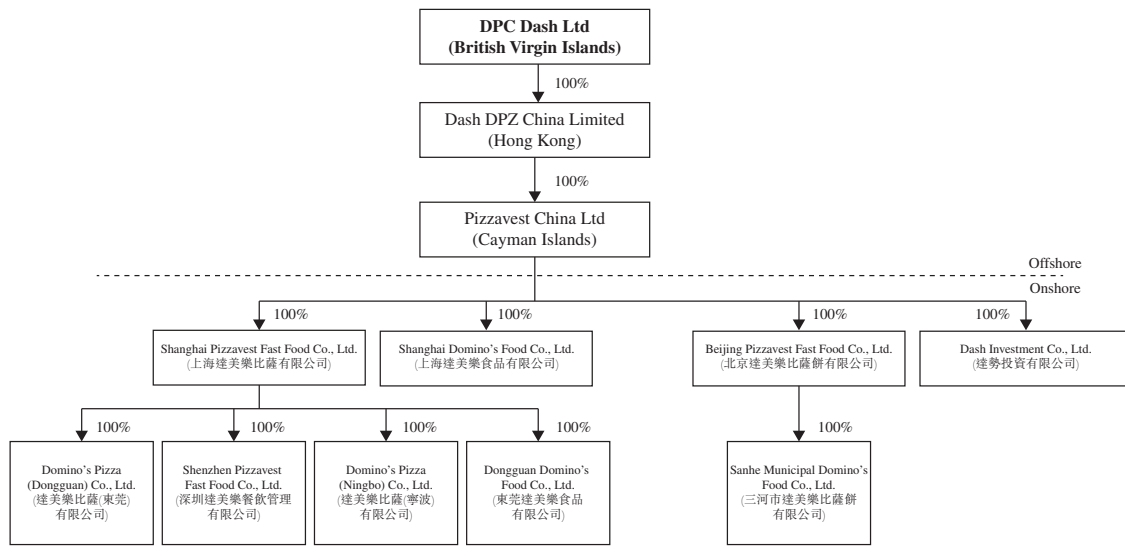 DPC Dash Ltd
(British Virgin Islands)
100%
Dash DPZ China Limited
(Hong Kong)
100%
Pizzavest China Ltd
(Cayman Islands)
Offshore
Onshore
100%
100%
100%
100%
Shanghai Pizzavest Fast Food Co., Ltd.
(上海達美樂比薩有限公司)
Shanghai Domino's Food Co., Ltd.
(上海達美樂食品有限公司)
Beijing Pizzavest Fast Food Co., Ltd.
(北京達美樂比薩餅有限公司)
Dash Investment Co., Ltd.
(達勢投資有限公司)
100%
100%
100%
100%
100%
Domino's Pizza
(Dongguan) Co., Ltd.
(達美樂比薩(東莞)
有限公司)
Shenzhen Pizzavest
Fast Food Co., Ltd.
(深圳達美樂餐飲管理
有限公司)
Domino's Pizza
(Ningbo) Co., Ltd.
(達美樂比薩(寧波)
有限公司)
Dongguan Domino's
Food Co., Ltd.
(東莞達美樂食品
有限公司)
Sanhe Municipal Domino's
Food Co., Ltd.
(三河市達美樂比薩餅
有限公司)